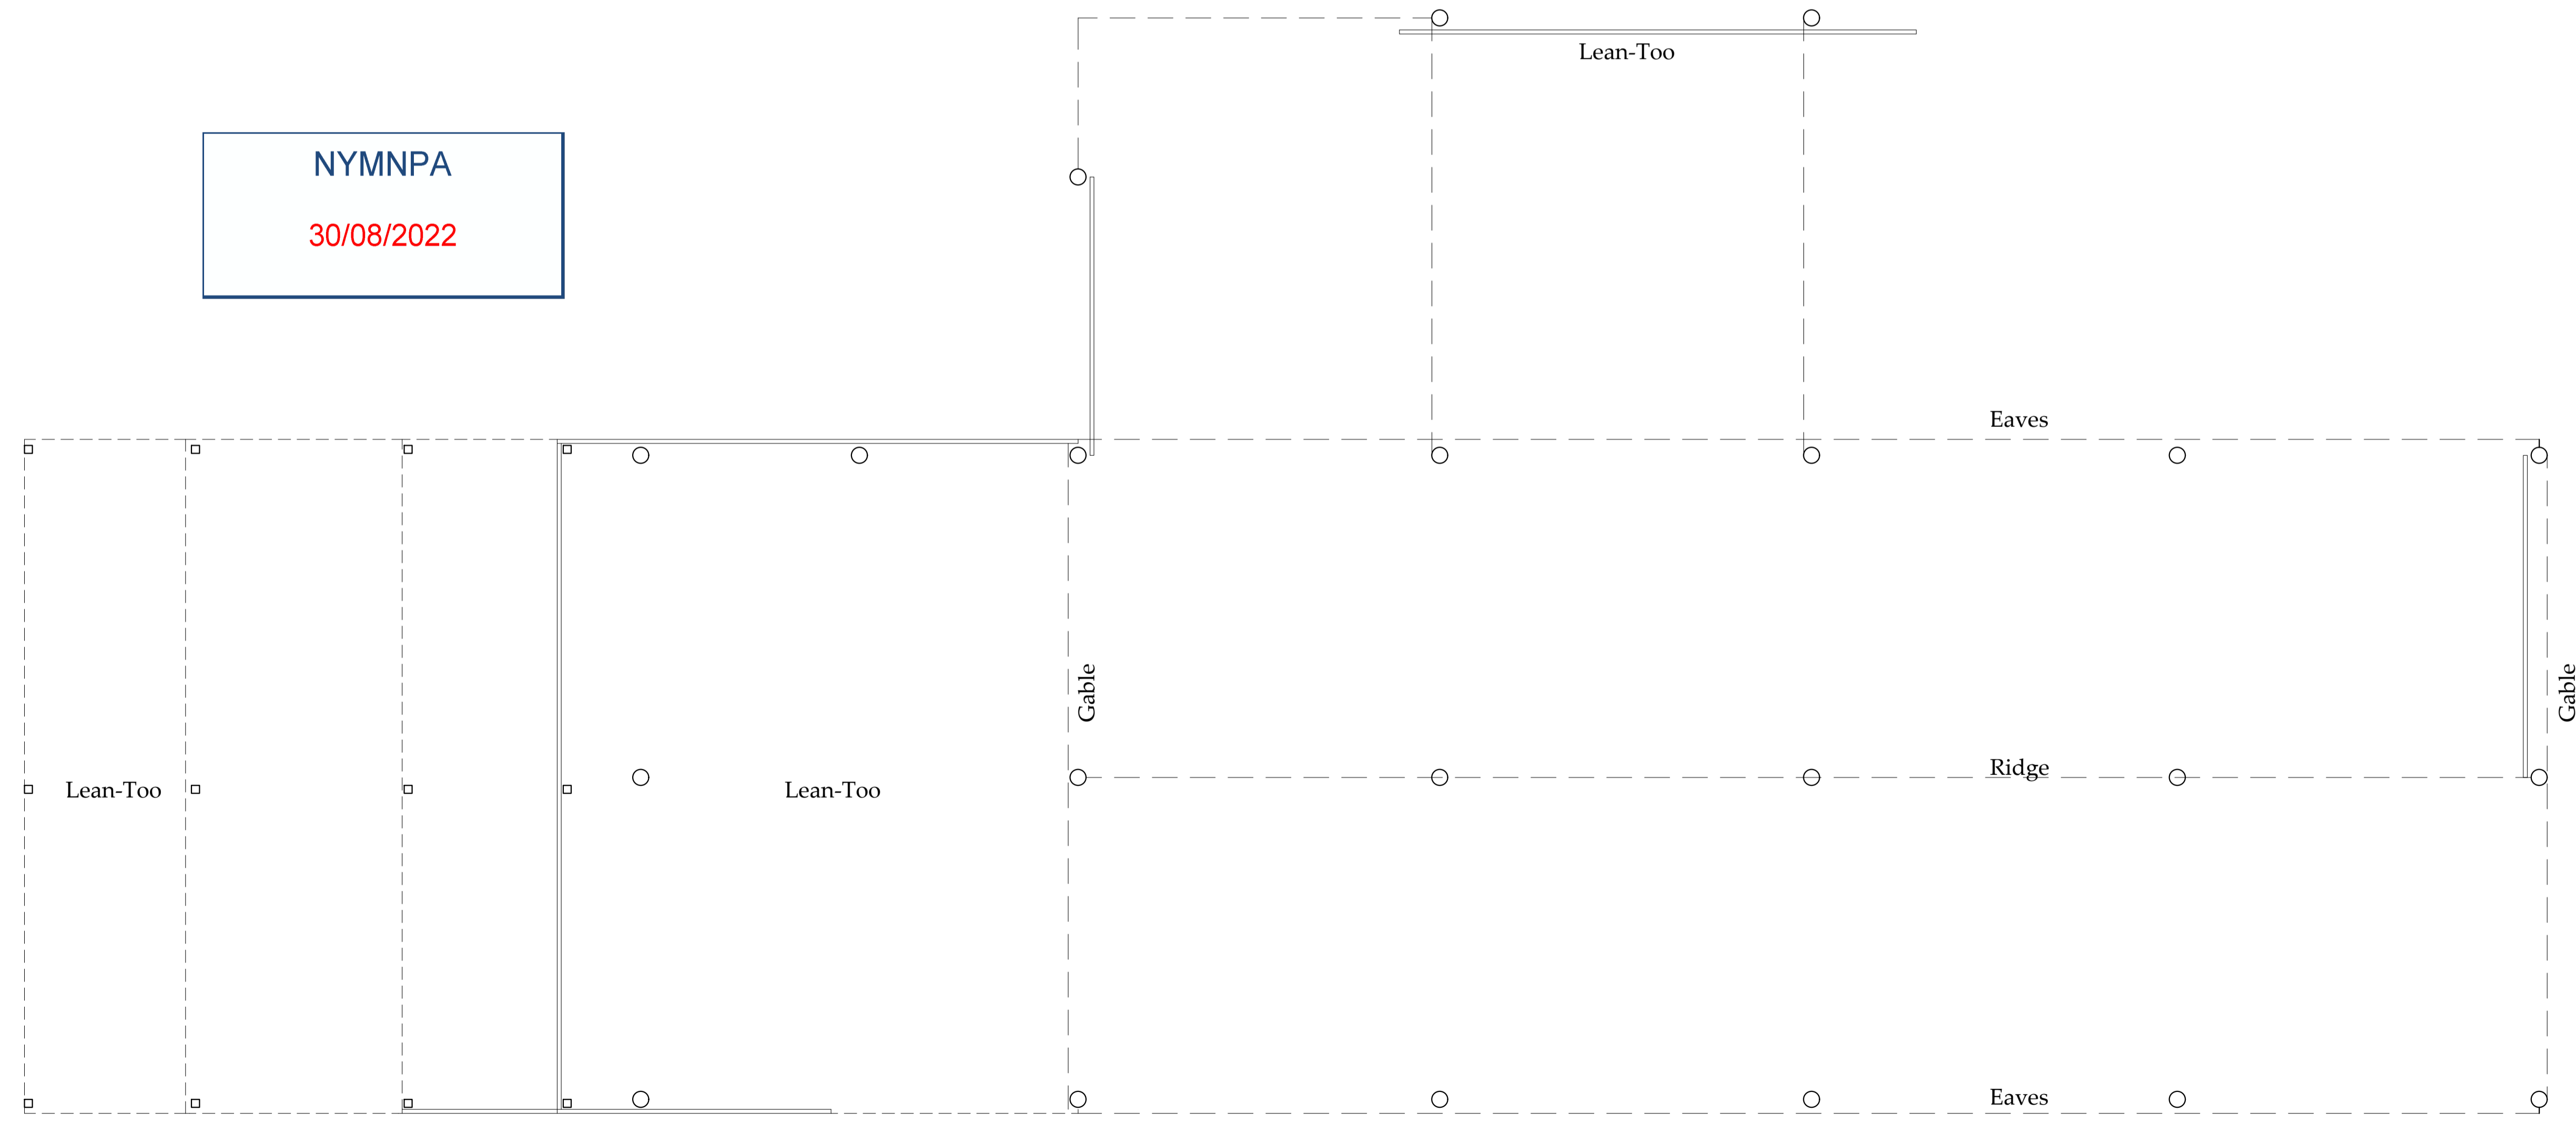 Lean-Too
NYMNPA
30/08/2022
Eaves
Gable
Gable
Ridge
Lean-Too
Lean-Too
Eaves